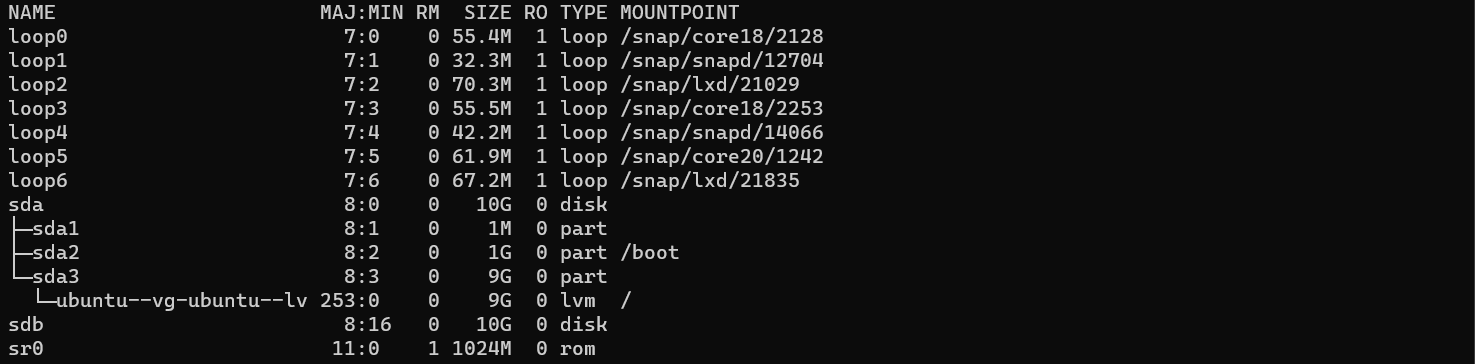 NAME                      MAJ:MIN RM  SIZE RO TYPE MOUNTPOINT
loop0                       7:0    0 55.4M  1 loop /snap/core18/2128
loop1                       7:1    0 32.3M  1 loop /snap/snapd/12704
loop2                       7:2    0 70.3M  1 loop /snap/lxd/21029
loop3                       7:3    0 55.5M  1 loop /snap/core18/2253
loop4                       7:4    0 42.2M  1 loop /snap/snapd/14066
loop5                       7:5    0 61.9M  1 loop /snap/core20/1242
loop6                       7:6    0 67.2M  1 loop /snap/lxd/21835
sda                         8:0    0   10G  0 disk
├─sda1                      8:1    0    1M  0 part
├─sda2                      8:2    0    1G  0 part /boot
└─sda3                      8:3    0    9G  0 part
  └─ubuntu--vg-ubuntu--lv 253:0    0    9G  0 lvm  /
sdb                         8:16   0   10G  0 disk
sr0                        11:0    1 1024M  0 rom